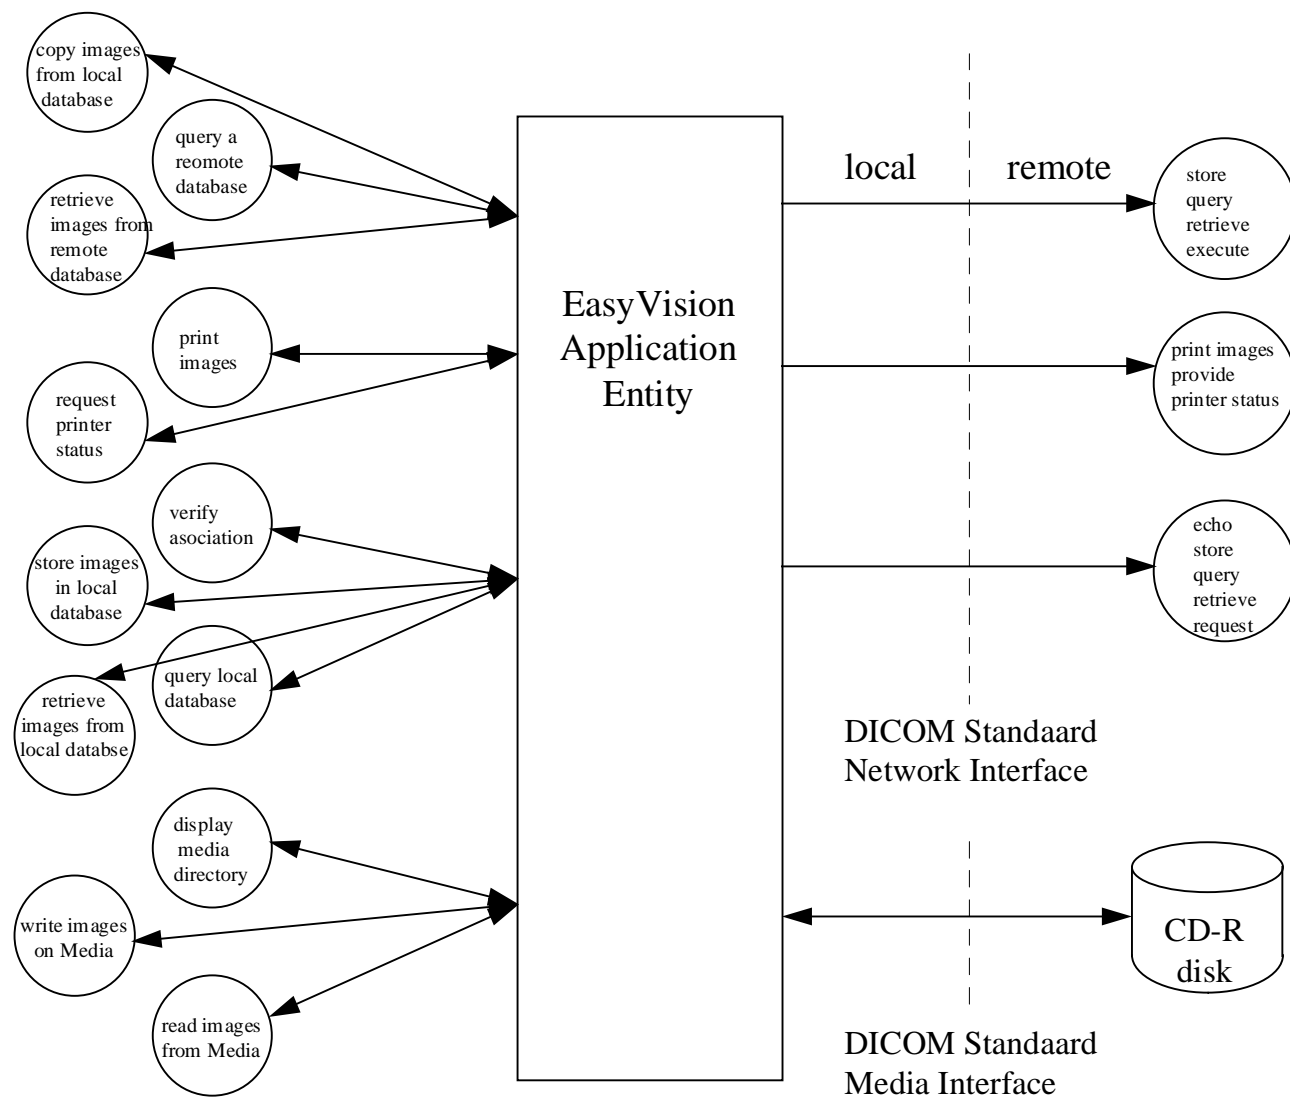 copy images
from local
database
query a
reomote
database
retrieve
images from
remote
database
print
images
request
printer
status
verify
asociation
store images
in local
database
query local
database
retrieve
images from
local databse
display
media
directory
write images
on Media
read images
from Media
EasyVision
Application
Entity
local
remote
store
query
retrieve
execute
print images
provide
printer status
echo
store
query
retrieve
request
DICOM Standaard
Network Interface
CD-R
disk
DICOM Standaard
Media Interface